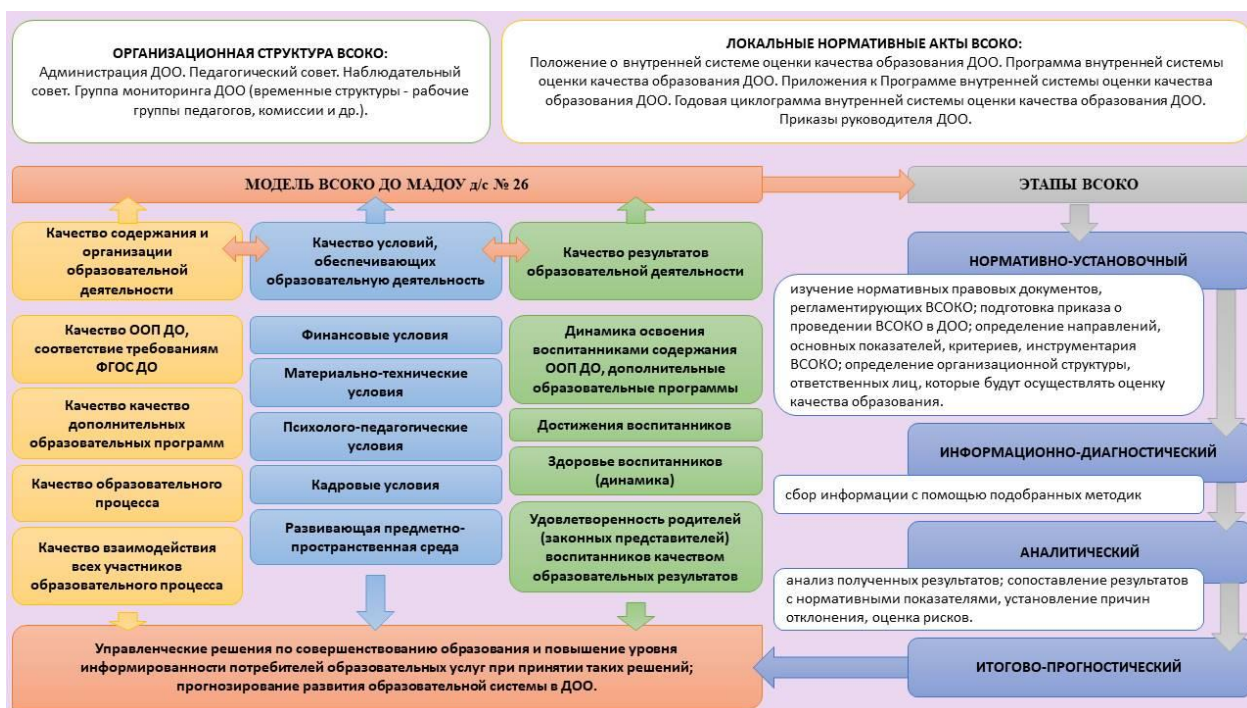 ОРГАНИЗАЦИОННАЯ СТРУКТУРА ВСОКО:
Администрация ДОО. Педагогический совет. Наблюдательный
совет. Группа мониторинга ДОО (временные структуры - рабочие
группы педагогов, комиссии и др.).
ЛОКАЛЬНЫЕ НОРМАТИВНЫЕ АКТЫ ВСОКО:
Положение о внутренней системе оценки качества образования ДОО. Программа внутренней системы
оценки качества образования ДОО. Приложения к Программе внутренней системы оценки качества
образования ДОО. Годовая циклограмма внутренней системы оценки качества образования ДОО.
Приказы руководителя ДОО.
МОДЕЛЬ ВСОКО ДО МАДОУ д/с № 26
Качество содержания и
организации
образовательной
деятельности
Качество ООП ДО,
соответствие требованиям
ФГОС ДО
Качество качество
дополнительных
образовательных программ
Качество образовательного
процесса
Качество взаимодействия
всех участников
образовательного процесса
Качество условий,
обеспечивающих
образовательную деятельность
Финансовые условия
Материально-технические
условия
Психолого-педагогические
условия
Кадровые условия
Развивающая предметно-
пространственная среда
Качество результатов
образовательной деятельности
Динамика освоения
воспитанниками содержания
ООП ДО, дополнительные
образовательные программы
Достижения воспитанников
Здоровье воспитанников
(динамика)
Удовлетворенность родителей
(законных представителей)
воспитанников качеством
образовательных результатов
Управленческие решения по совершенствованию образования и повышение уровня
информированности потребителей образовательных услуг при принятии таких решений;
прогнозирование развития образовательной системы в ДОО.
ЭТАПЫ ВСОКО
НОРМАТИВНО-УСТАНОВОЧНЫЙ
изучение нормативных правовых документов,
регламентирующих ВСОКО; подготовка приказа о
проведении ВСОКО в ДОО; определение направлений,
основных показателей, критериев, инструментария
ВСОКО; определение организационной структуры,
ответственных лиц, которые будут осуществлять оценку
качества образования.
ИНФОРМАЦИОННО-ДИАГНОСТИЧЕСКИЙ
сбор информации с помощью подобранных методик
АНАЛИТИЧЕСКИЙ
анализ полученных результатов; сопоставление результатов
с нормативными показателями, установление причин
отклонения, оценка рисков.
ИТОГОВО-ПРОГНОСТИЧЕСКИЙ